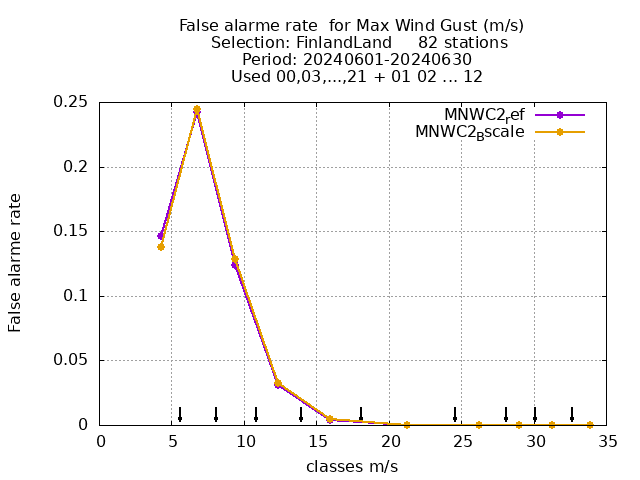 False alarme rate  for Max Wind Gust (m/s)
Selection: FinlandLand     82 stations
Period: 20240601-20240630
Used 00,03,...,21 + 01 02 ... 12
MNWC2_ref
MNWC2_Bscale
False alarme rate
0.25
0.2
0.15
0.1
0.05
0
0 5 10 15 20 25 30 35
classes m/s